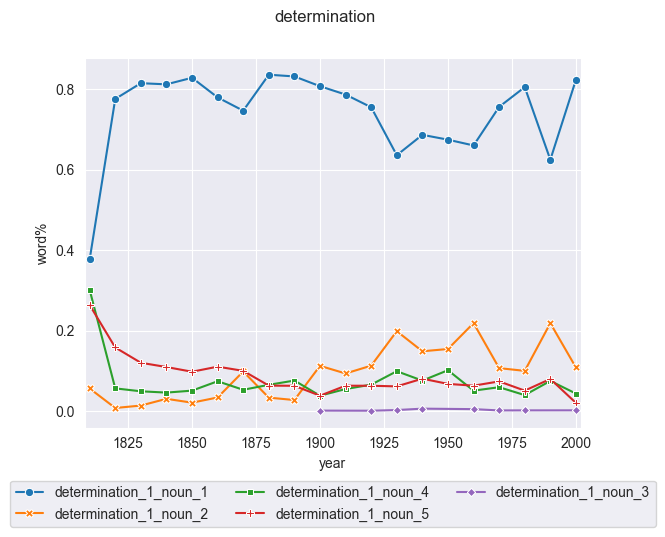 determination
0.8
0.6
0.4
0.2
0.0
word%
1825 1850 1875 1900 1925 1950 1975 2000
year
determination_1_noun_1 determination_1_noun_4 determination_1_noun_3
determination_1_noun_2 determination_1_noun_5